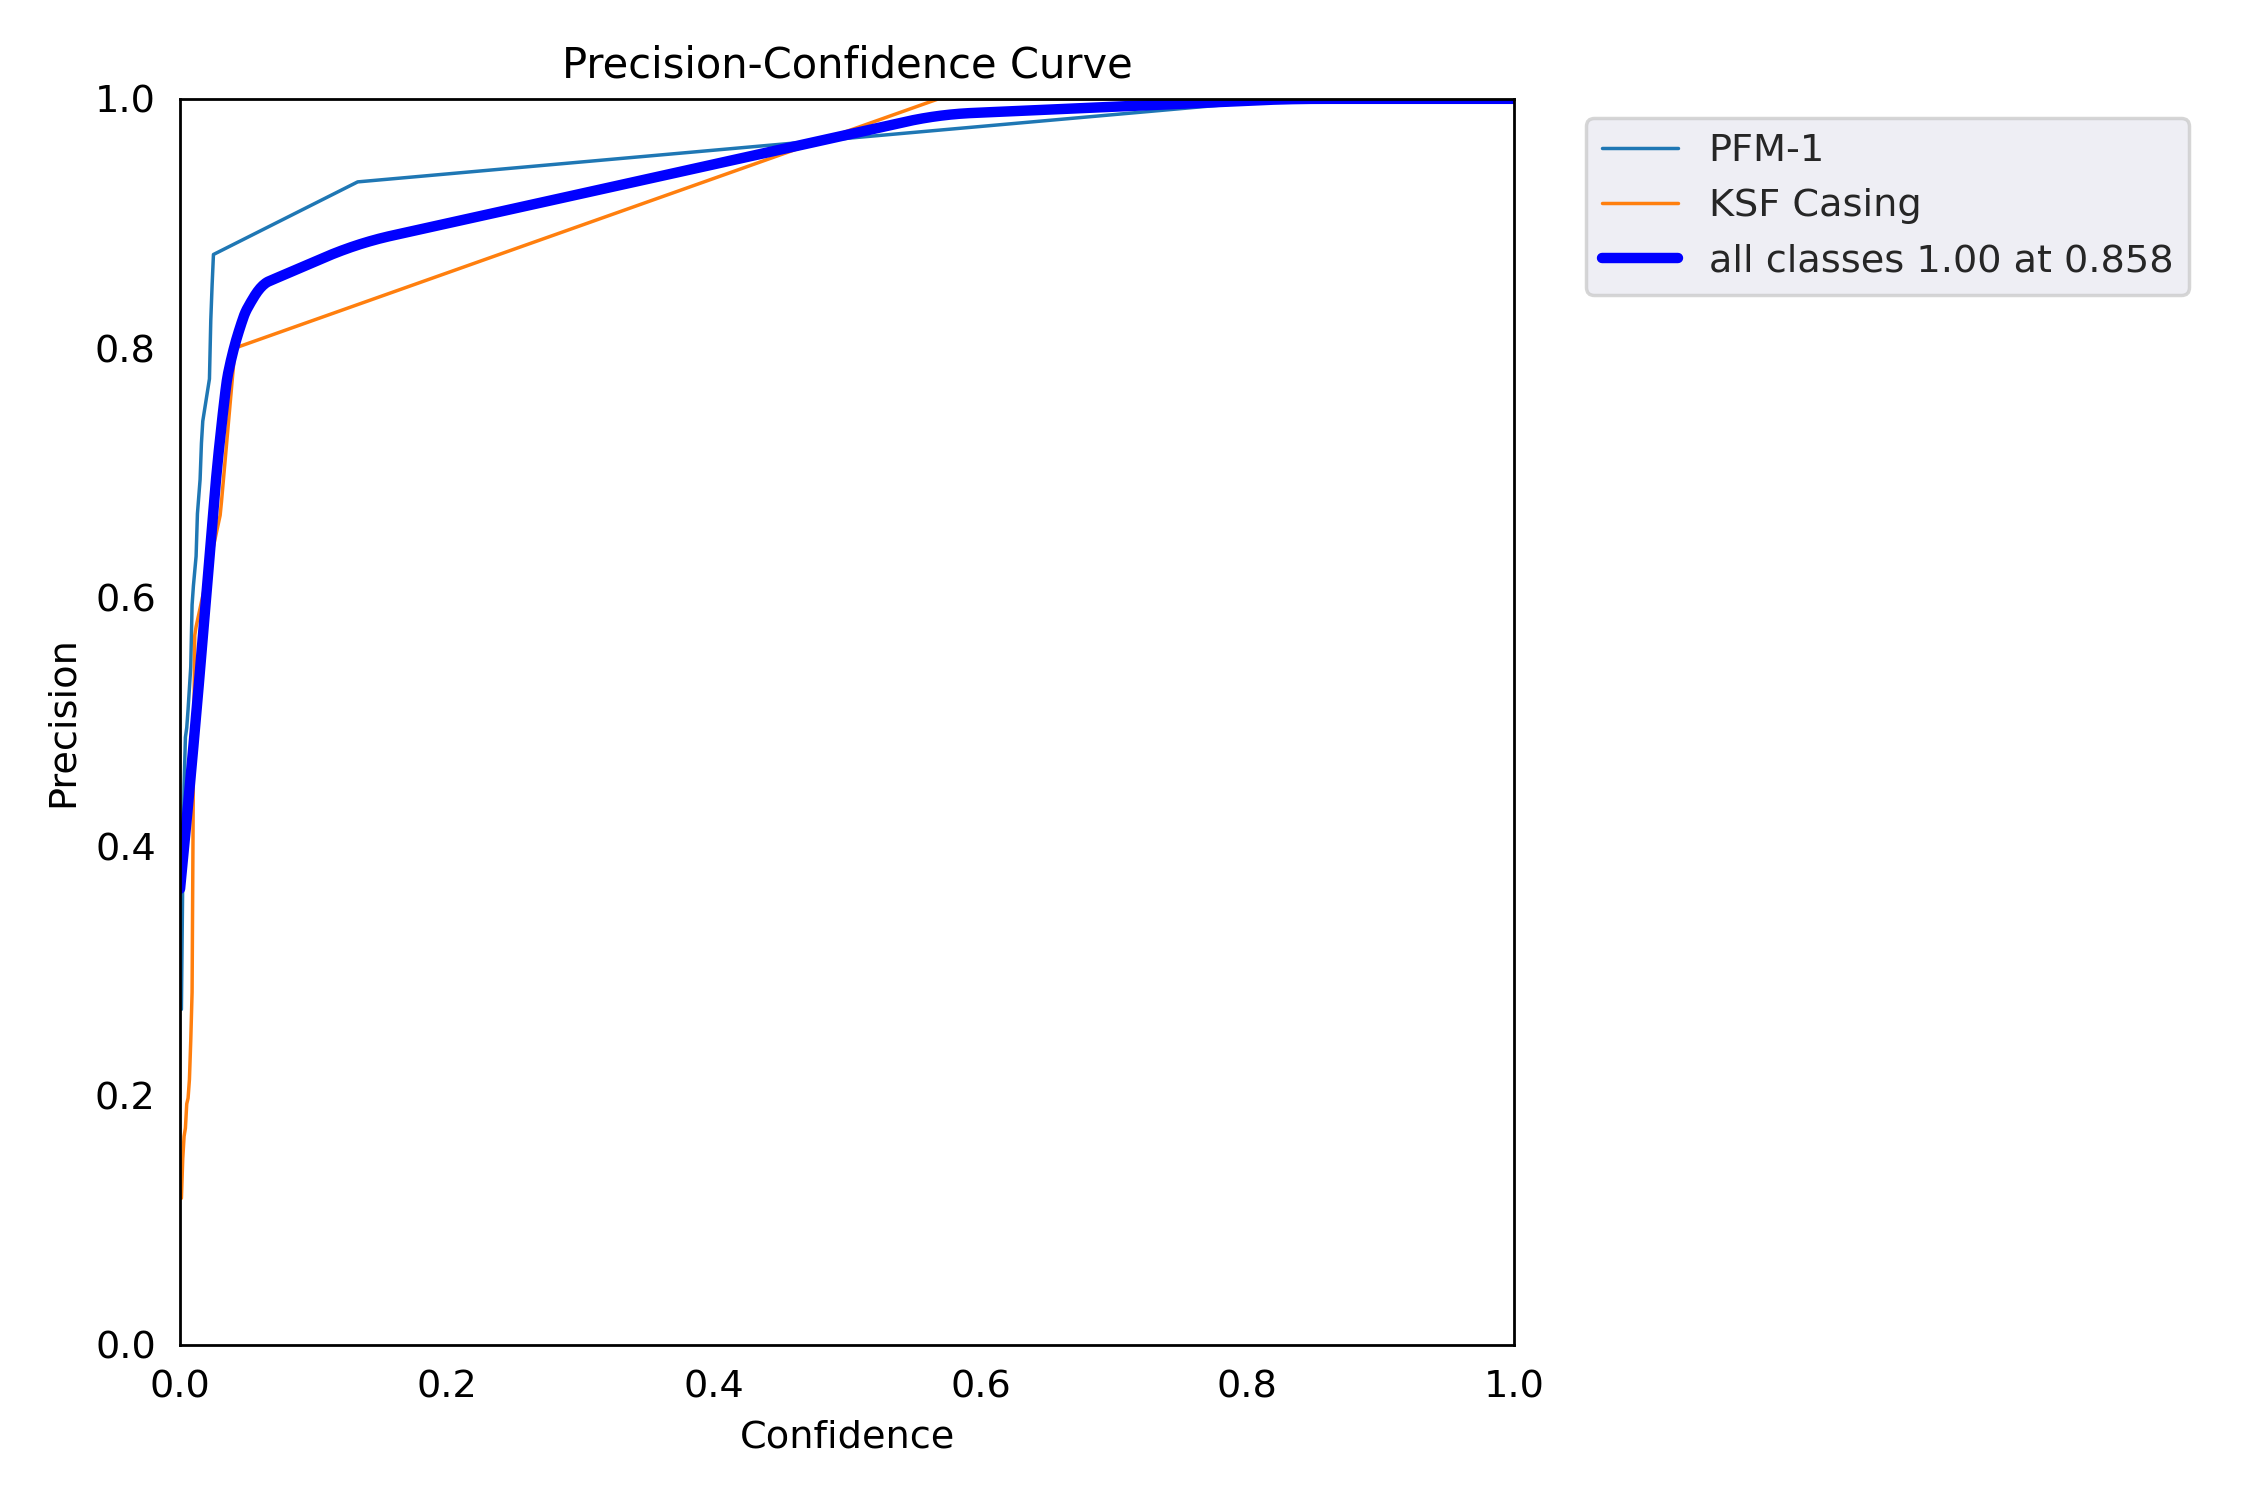 Precision-Confidence Curve
1.0
0.8
0.6
0.4
0.2
0.0
Precision
0.0 0.2 0.4 0.6 0.8 1.0
Confidence
PFM-1
KSF Casing
all classes 1.00 at 0.858